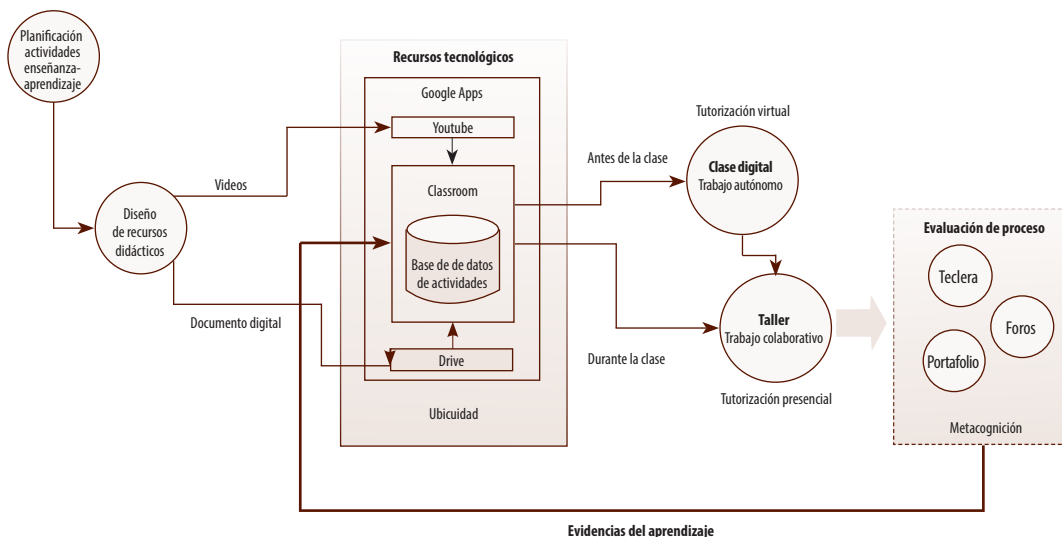 Planificación
actividades
enseñanza-
aprendizaje
Diseño
de recursos
didácticos
Videos
Documento digital
Recursos tecnológicos
Google Apps
Youtube
Classroom
Base de de datos
de actividades
Drive
Ubicuidad
Antes de la clase
Durante la clase
Tutorización virtual
Clase digital
Trabajo autónomo
Taller
Trabajo colaborativo
Tutorización presencial
Evaluación de proceso
Teclera
Foros
Portafolio
Metacognición
Evidencias del aprendizaje